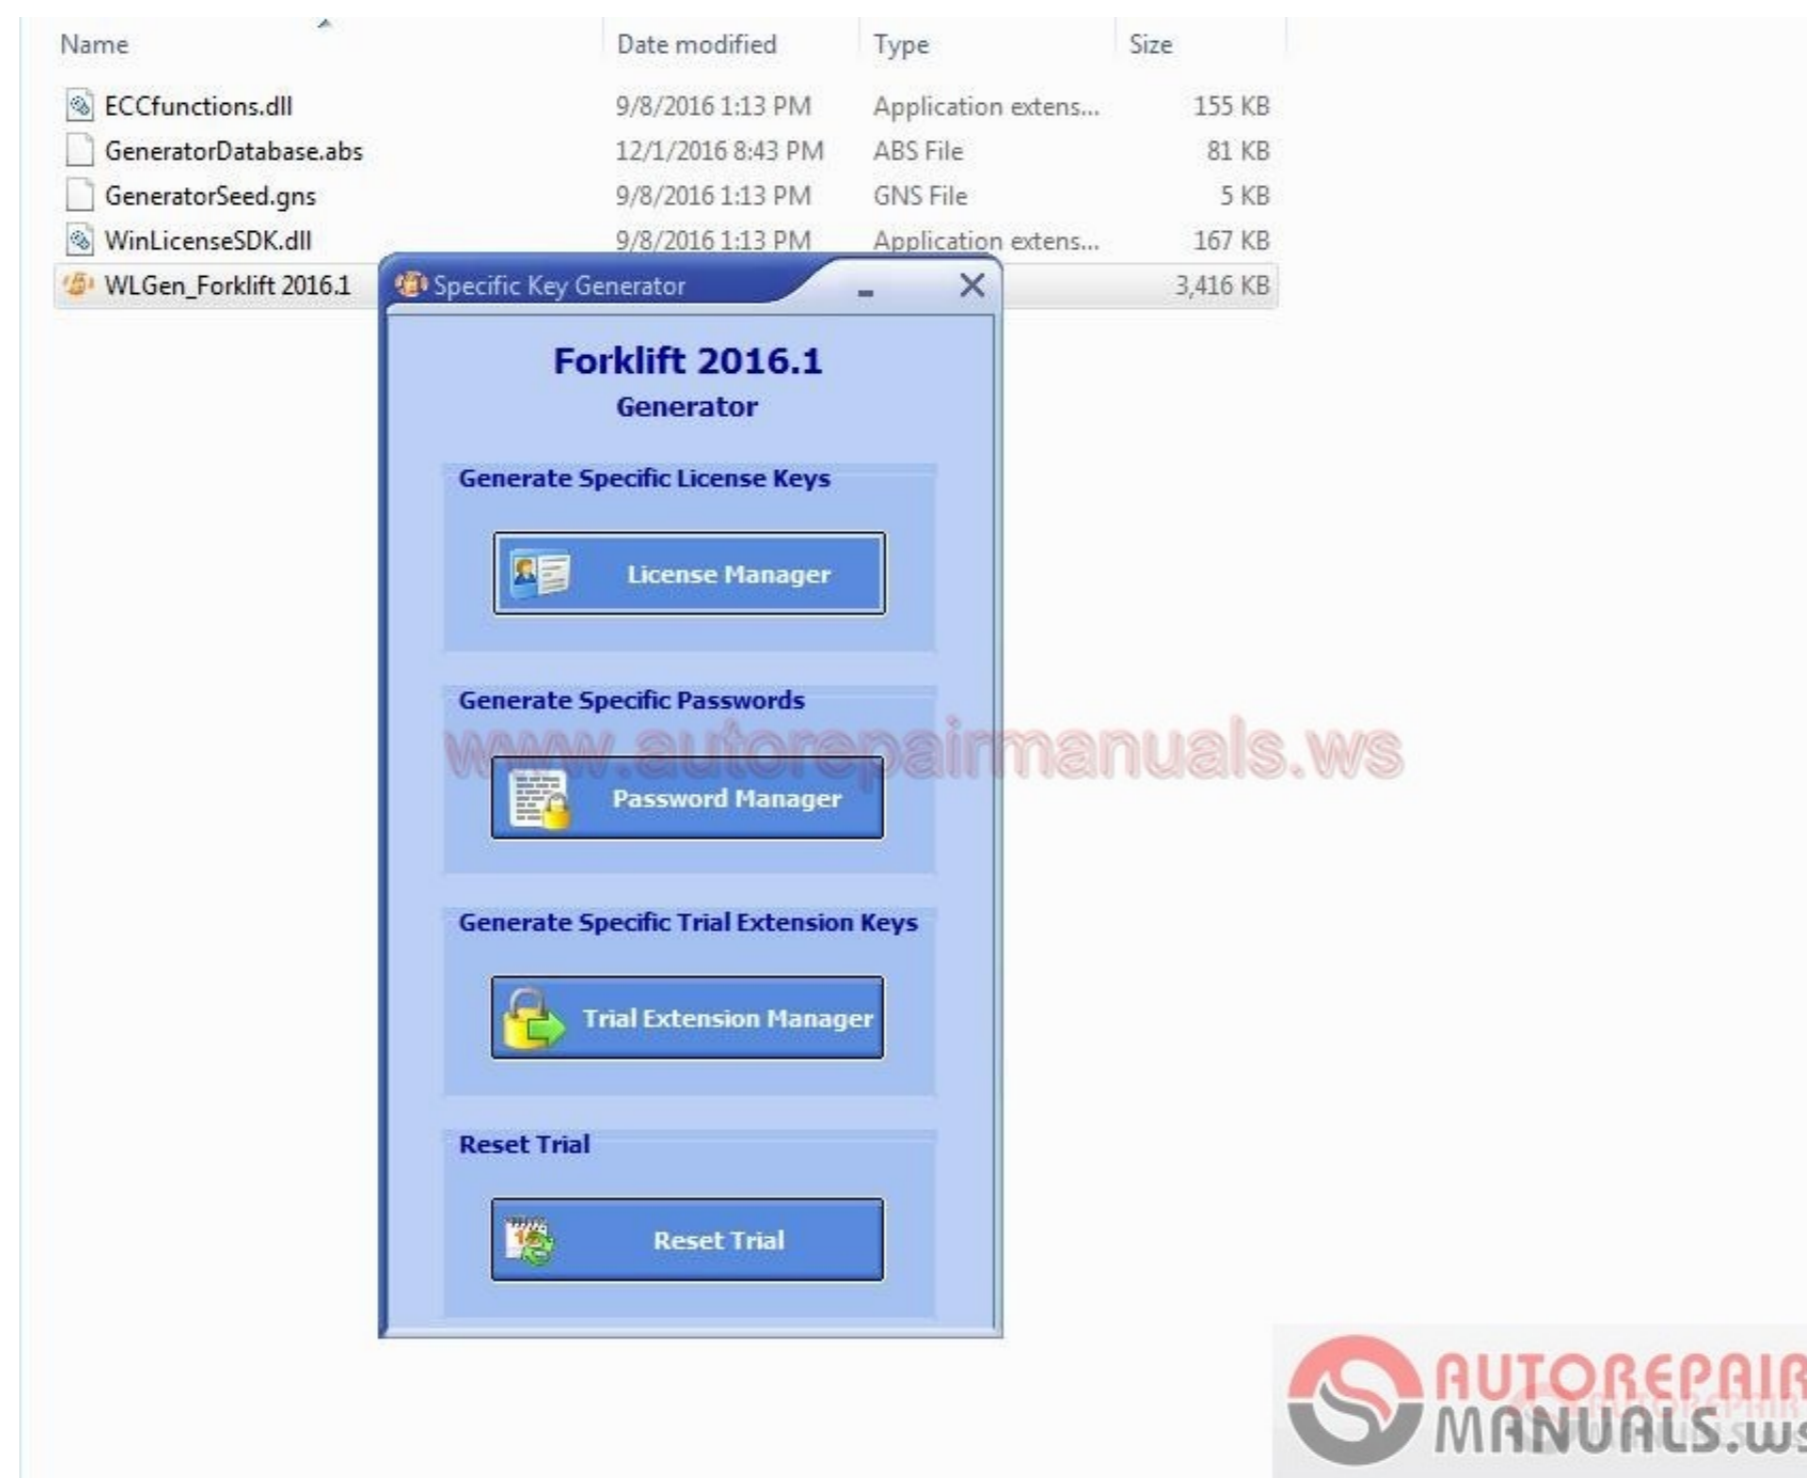 Name Date modified Type Size
ECCfunctions.dll 9/8/2016 1:13 PM Application extens... 155 KB
GeneratorDatabase.abs 12/1/2016 8:43 PM ABS File 81 KB
GeneratorSeed.gns 9/8/2016 1:13 PM GNS File 5 KB
WinLicenseSDK.dll 9/8/2016 1:13 PM Application extens... 167 KB
WLGen_Forklift 2016.1 3,416 KB
Specific Key Generator
Forklift 2016.1
Generator
Generate Specific License Keys
License Manager
Generate Specific Passwords
www.autorepairmanuals.ws
Password Manager
Generate Specific Trial Extension Keys
Trial Extension Manager
Reset Trial
Reset Trial
AUTOREPAIR
MANUALS.ws